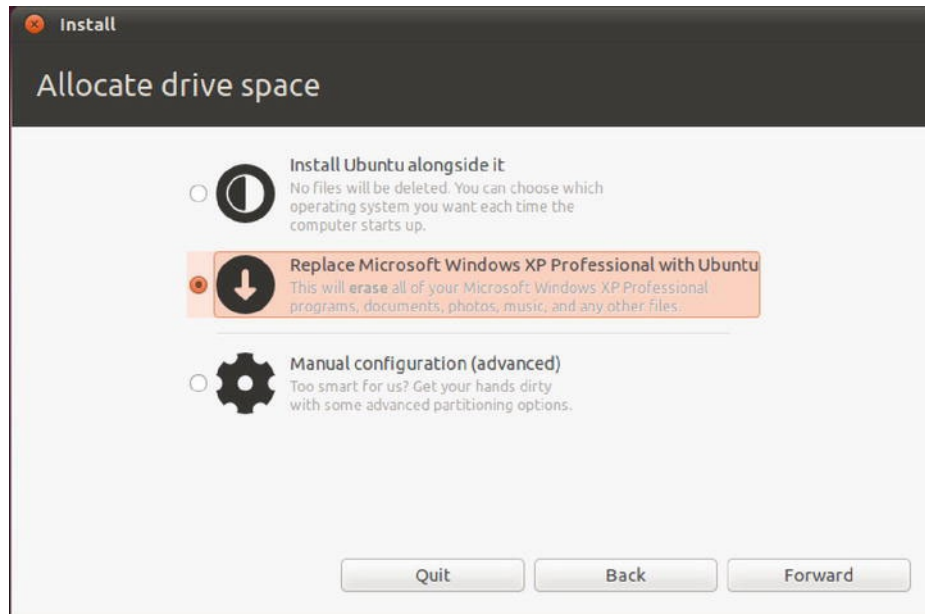 Install
Allocate drive space
Install Ubuntu alongside it
No files will be deleted. You can choose which
operating system you want each time the
computer starts up.
Replace Microsoft Windows XP Professional with Ubuntu
This will erase all of your Microsoft Windows XP Professional
programs, documents, photos, music, and any other files.
Manual configuration (advanced)
Too smart for us? Get your hands dirty
with some advanced partitioning options.
Quit
Back
Forward